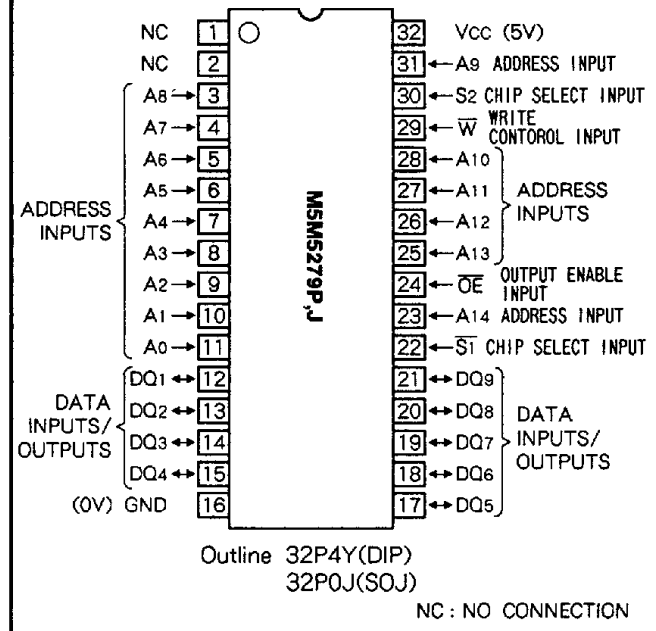 NC 1 32 Vcc (5V)
NC 2 31 ←A9 ADDRESS INPUT
A8→ 3 30 ←S2 CHIP SELECT INPUT
A7→ 4 29 ←W̅ WRITE CONTOROL INPUT
A6→ 5 28 ←A10
A5→ 6 27 ←A11
A4→ 7 26 ←A12
A3→ 8 25 ←A13
A2→ 9 24 ←O̅E̅ OUTPUT ENABLE INPUT
A1→ 10 23 ←A14 ADDRESS INPUT
A0→ 11 22 ←S̅1̅ CHIP SELECT INPUT
DQ1↔ 12 21 ↔DQ9
DQ2↔ 13 20 ↔DQ8
DQ3↔ 14 19 ↔DQ7
DQ4↔ 15 18 ↔DQ6
(0V) GND 16 17 ↔DQ5
ADDRESS
INPUTS
DATA
INPUTS/
OUTPUTS
M5M5279P,J
ADDRESS
INPUTS
DATA
INPUTS/
OUTPUTS
Outline 32P4Y(DIP)
32P0J(SOJ)
NC : NO CONNECTION